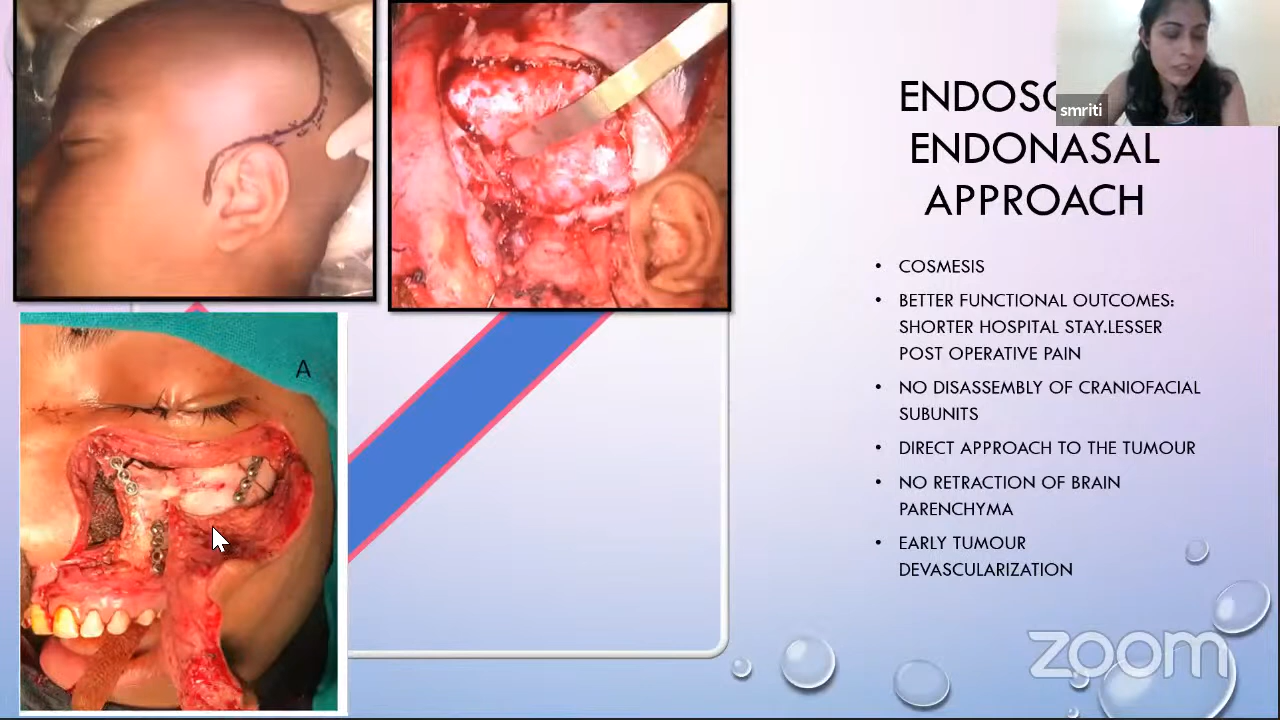 A
smriti
ENDONASAL
APPROACH
• COSMESIS
• BETTER FUNCTIONAL OUTCOMES:
SHORTER HOSPITAL STAY.LESSER
POST OPERATIVE PAIN
• NO DISASSEMBLY OF CRANIOFACIAL
SUBUNITS
• DIRECT APPROACH TO THE TUMOUR
• NO RETRACTION OF BRAIN
PARENCHYMA
• EARLY TUMOUR
DEVASCULARIZATION
zoom